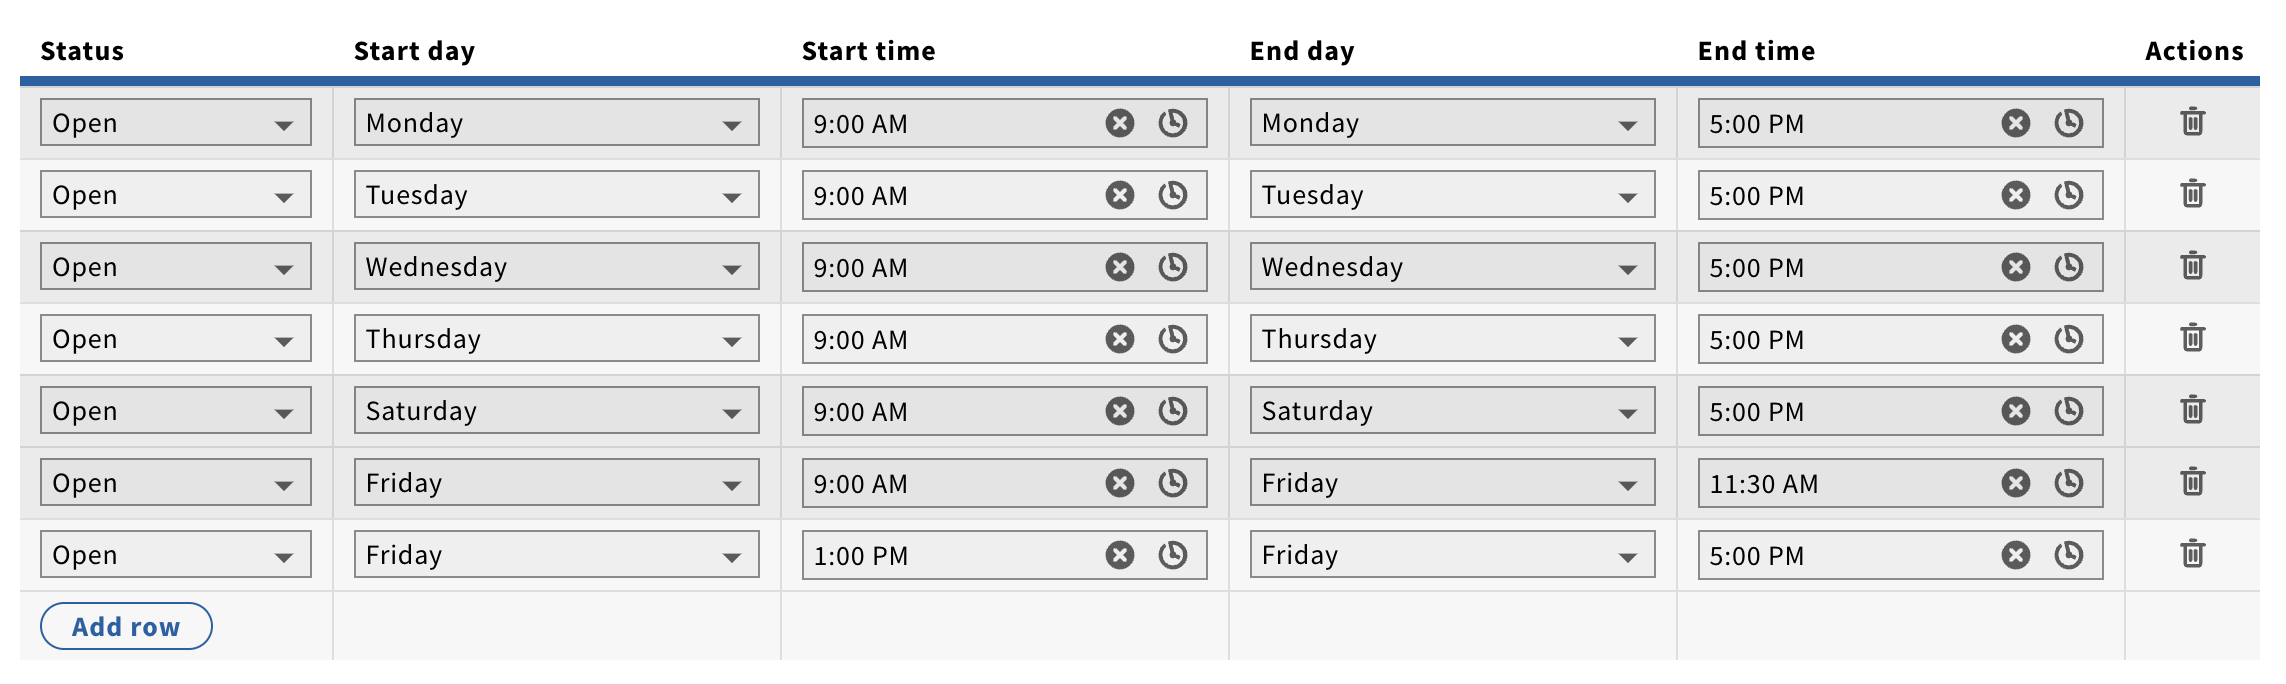 Status Start day Start time End day End time Actions
Open Monday 9:00 AM Monday 5:00 PM
Open Tuesday 9:00 AM Tuesday 5:00 PM
Open Wednesday 9:00 AM Wednesday 5:00 PM
Open Thursday 9:00 AM Thursday 5:00 PM
Open Saturday 9:00 AM Saturday 5:00 PM
Open Friday 9:00 AM Friday 11:30 AM
Open Friday 1:00 PM Friday 5:00 PM
Add row